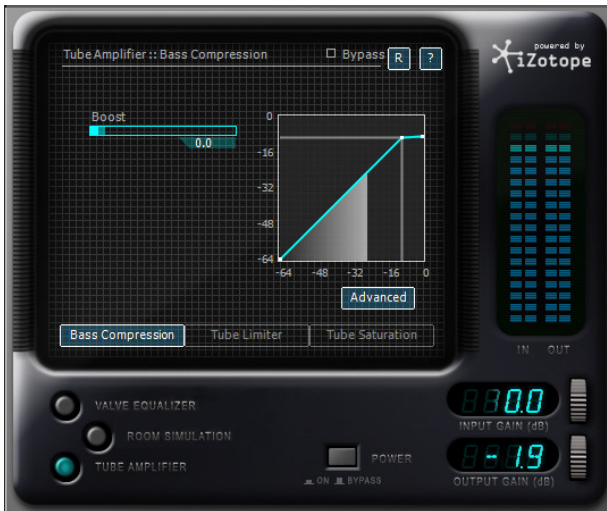 Tube Amplifier :: Bass Compression
Bypass
R
?
powered by
iZotope
Boost
0.0
0
-16
-32
-48
-64
-64 -48 -32 -16 0
Advanced
Bass Compression Tube Limiter Tube Saturation
IN OUT
VALVE EQUALIZER
ROOM SIMULATION
TUBE AMPLIFIER
POWER
ON BYPASS
0.0
INPUT GAIN (dB)
-1.9
OUTPUT GAIN (dB)